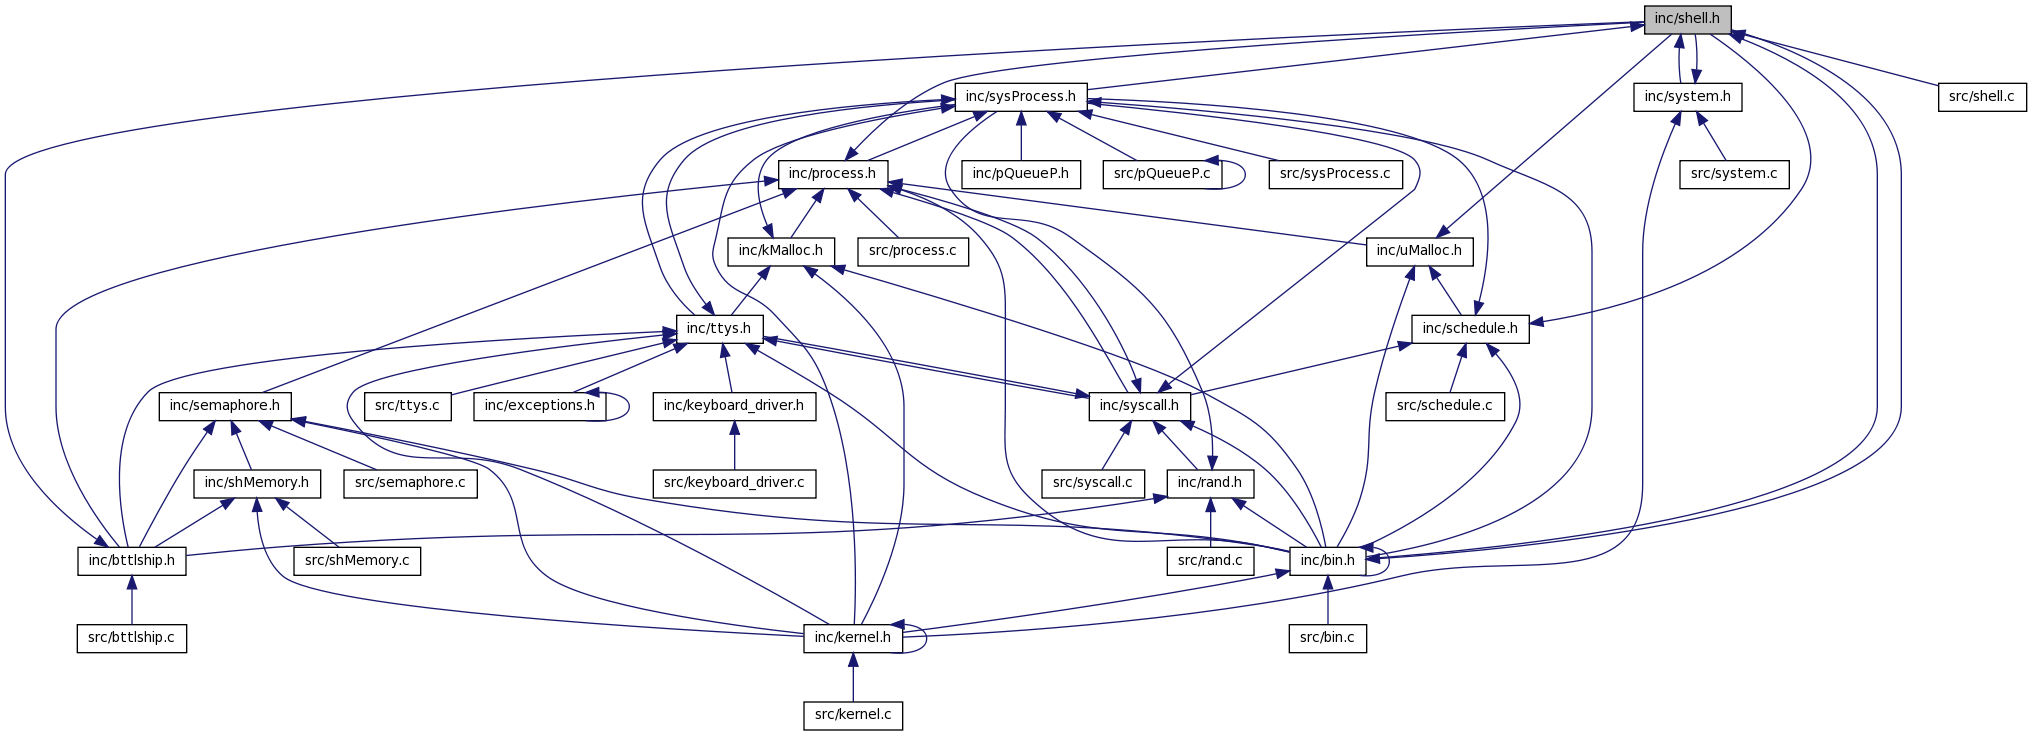 inc/shell.h
inc/sysProcess.h
inc/system.h
src/shell.c
inc/process.h
inc/pQueueP.h
src/pQueueP.c
src/sysProcess.c
src/system.c
inc/kMalloc.h
src/process.c
inc/uMalloc.h
inc/ttys.h
inc/schedule.h
inc/semaphore.h
src/ttys.c
inc/exceptions.h
inc/keyboard_driver.h
inc/syscall.h
src/schedule.c
inc/shMemory.h
src/semaphore.c
src/keyboard_driver.c
src/syscall.c
inc/rand.h
inc/bttlship.h
src/shMemory.c
src/rand.c
inc/bin.h
src/bttlship.c
inc/kernel.h
src/bin.c
src/kernel.c